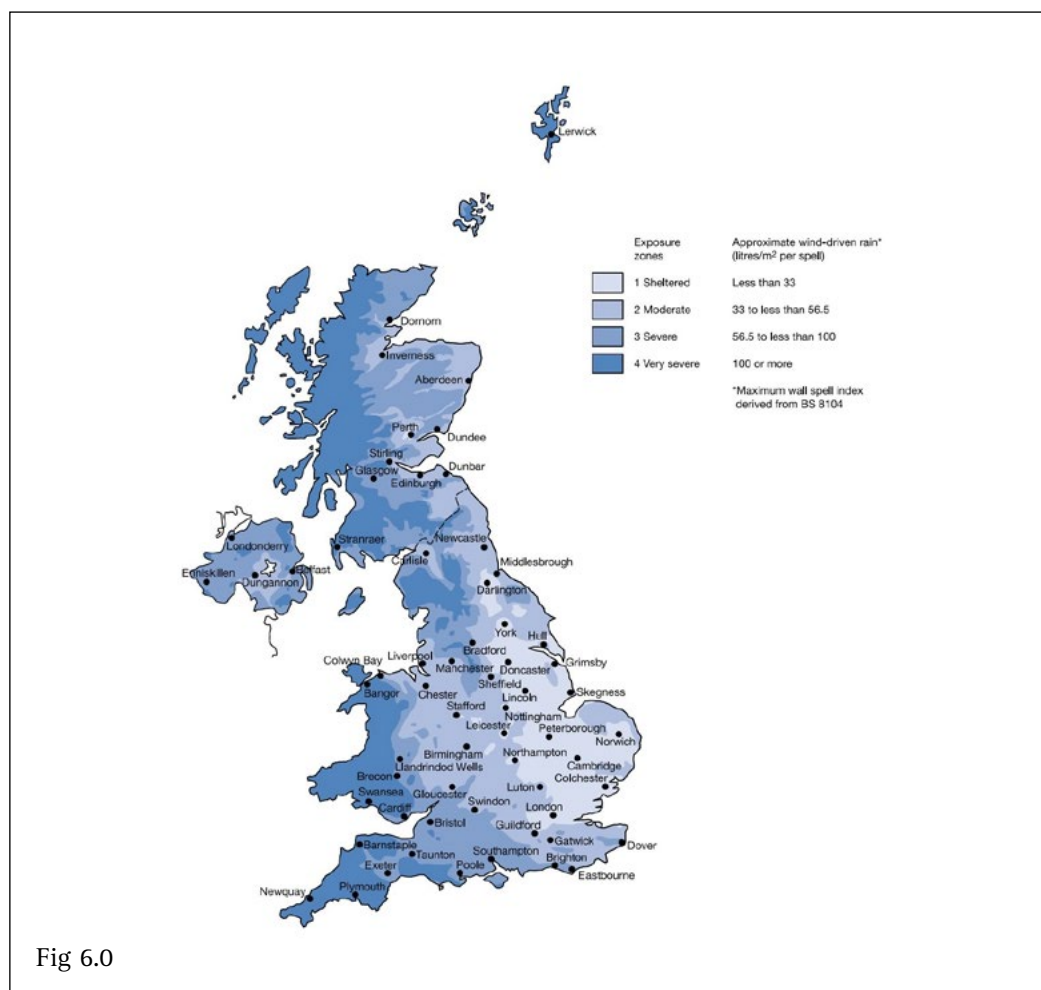 Lerwick
Exposure zones
Approximate wind-driven rain*
(litres/m² per spell)
1 Sheltered
Less than 33
2 Moderate
33 to less than 56.5
3 Severe
56.5 to less than 100
4 Very severe
100 or more
*Maximum wall spell index
derived from BS 8104
Dornorn
Inverness
Aberdeen
Perth
Dundee
Stirling
Glasgow
Dunbar
Edinburgh
Londonderry
Stranraer
Newcastle
Carlisle
Middlesbrough
Enniskillen
Belfast
Dungannon
Darlington
York
Hull
Bradford
Liverpool
Colwyn Bay
Manchester
Doncaster
Grimsby
Sheffield
Bangor
Chester
Lincoln
Skegness
Stafford
Nottingham
Leicester
Peterborough
Norwich
Birmingham
Northampton
Llandrindod Wells
Cambridge
Brecon
Colchester
Swansea
Gloucester
Luton
Swindon
Cardiff
London
Bristol
Guildford
Gatwick
Dover
Barnstaple
Taunton
Southampton
Brighton
Exeter
Poole
Eastbourne
Newquay
Plymouth
Fig 6.0